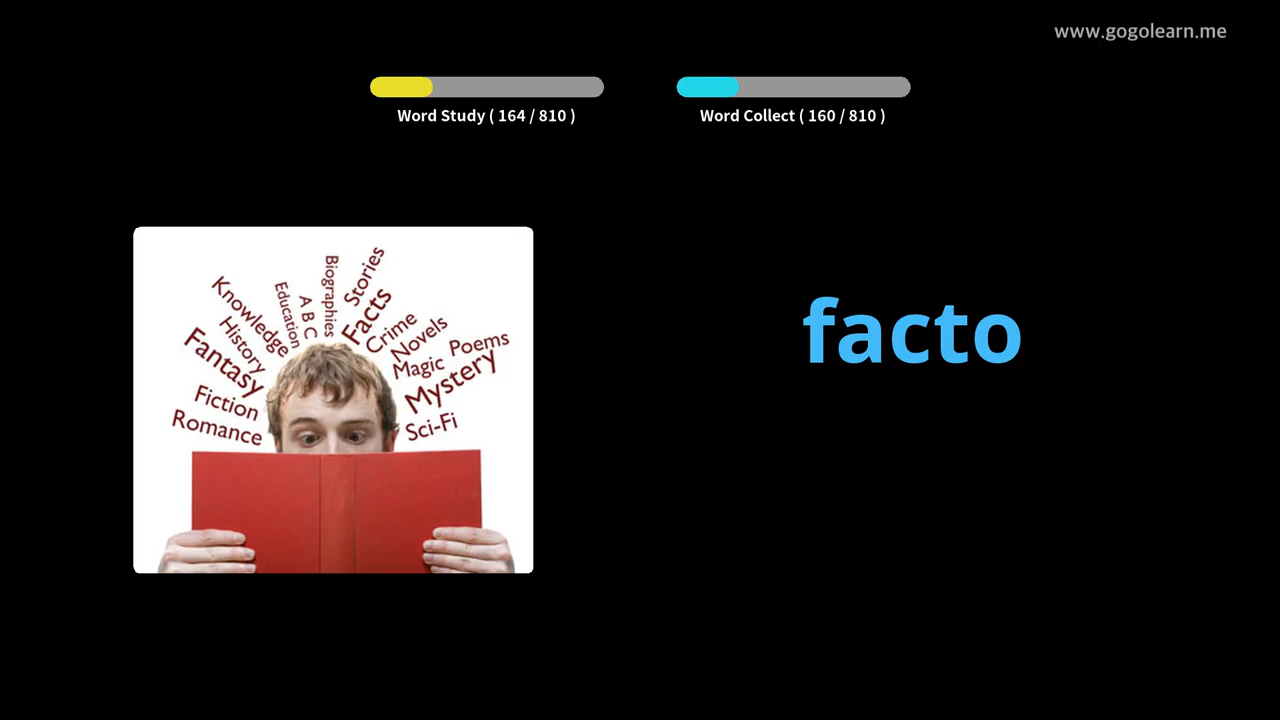 www.gogolearn.me
Word Study ( 164 / 810 )
Word Collect ( 160 / 810 )
facto
Romance
Fiction
Fantasy
History
Knowledge
Education
A B C
Biographies
Stories
Facts
Crime
Novels
Magic
Poems
Mystery
Sci-Fi